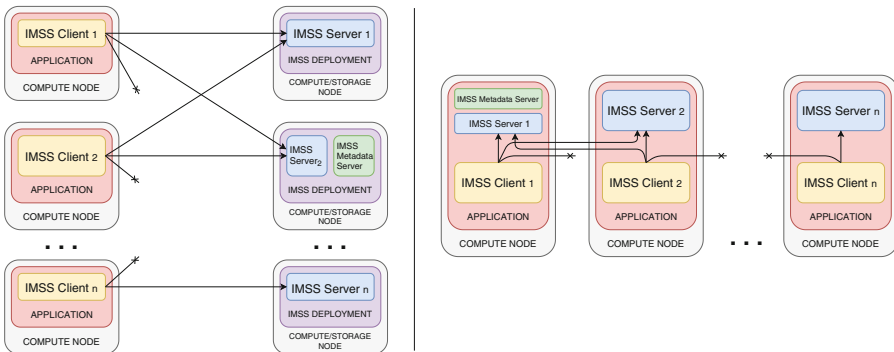 IMSS Client 1
APPLICATION
COMPUTE NODE
IMSS Server 1
IMSS DEPLOYMENT
COMPUTE/STORAGE
NODE
IMSS Client 2
APPLICATION
COMPUTE NODE
IMSS
Server2
IMSS
Metadata
Server
IMSS DEPLOYMENT
COMPUTE/STORAGE
NODE
...
...
IMSS Client n
APPLICATION
COMPUTE NODE
IMSS Server n
IMSS DEPLOYMENT
COMPUTE/STORAGE
NODE
IMSS Metadata Server
IMSS Server 1
IMSS Client 1
APPLICATION
COMPUTE NODE
IMSS Server 2
IMSS Client 2
APPLICATION
COMPUTE NODE
...
IMSS Server n
IMSS Client n
APPLICATION
COMPUTE NODE